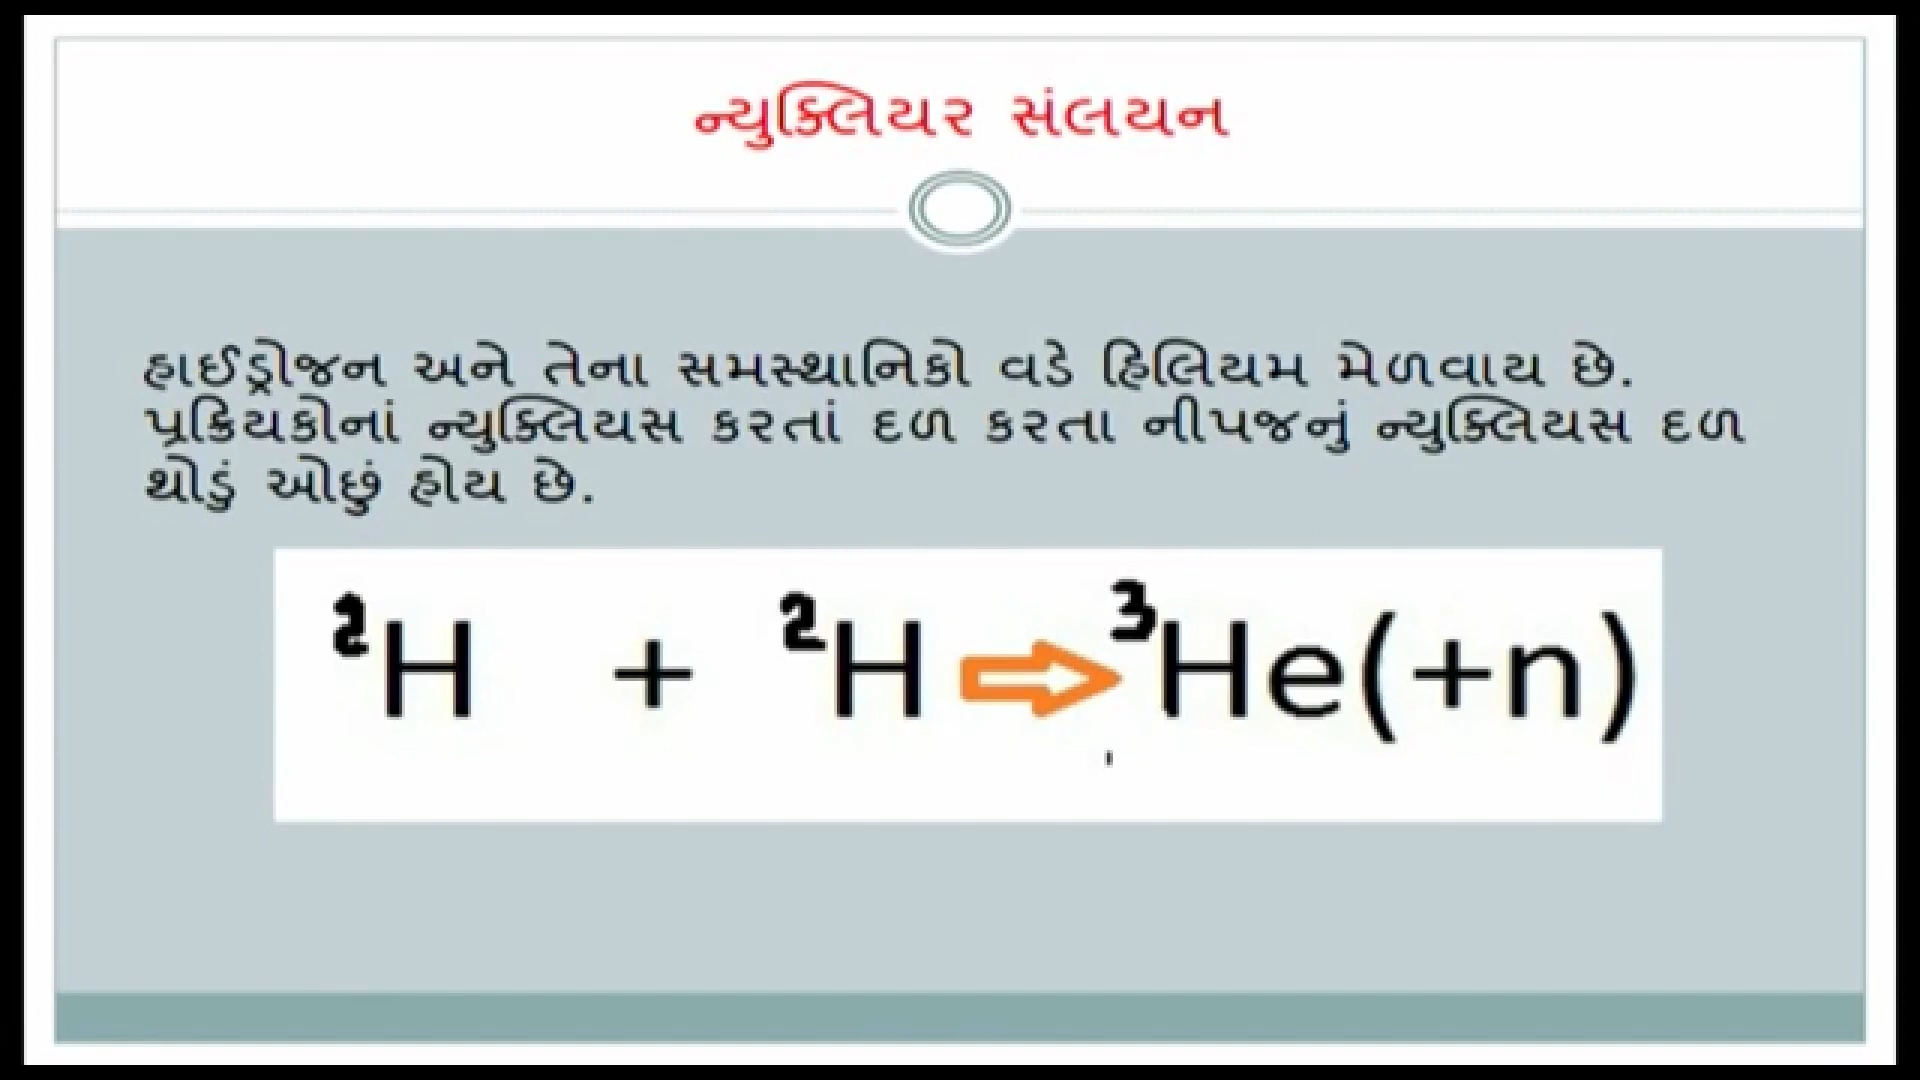 ન્યુક્લિયર સંલયન
હાઈડ્રોજન અને તેના સમસ્થાનિકો વડે હિલિયમ મેળવાય છે.
પ્રક્રિયકોનાં ન્યુક્લિયસ કરતાં દળ કરતા નીપજનું ન્યુક્લિયસ દળ
થોડું ઓછું હોય છે.
²H + ²H ⇒ ³He(+n)